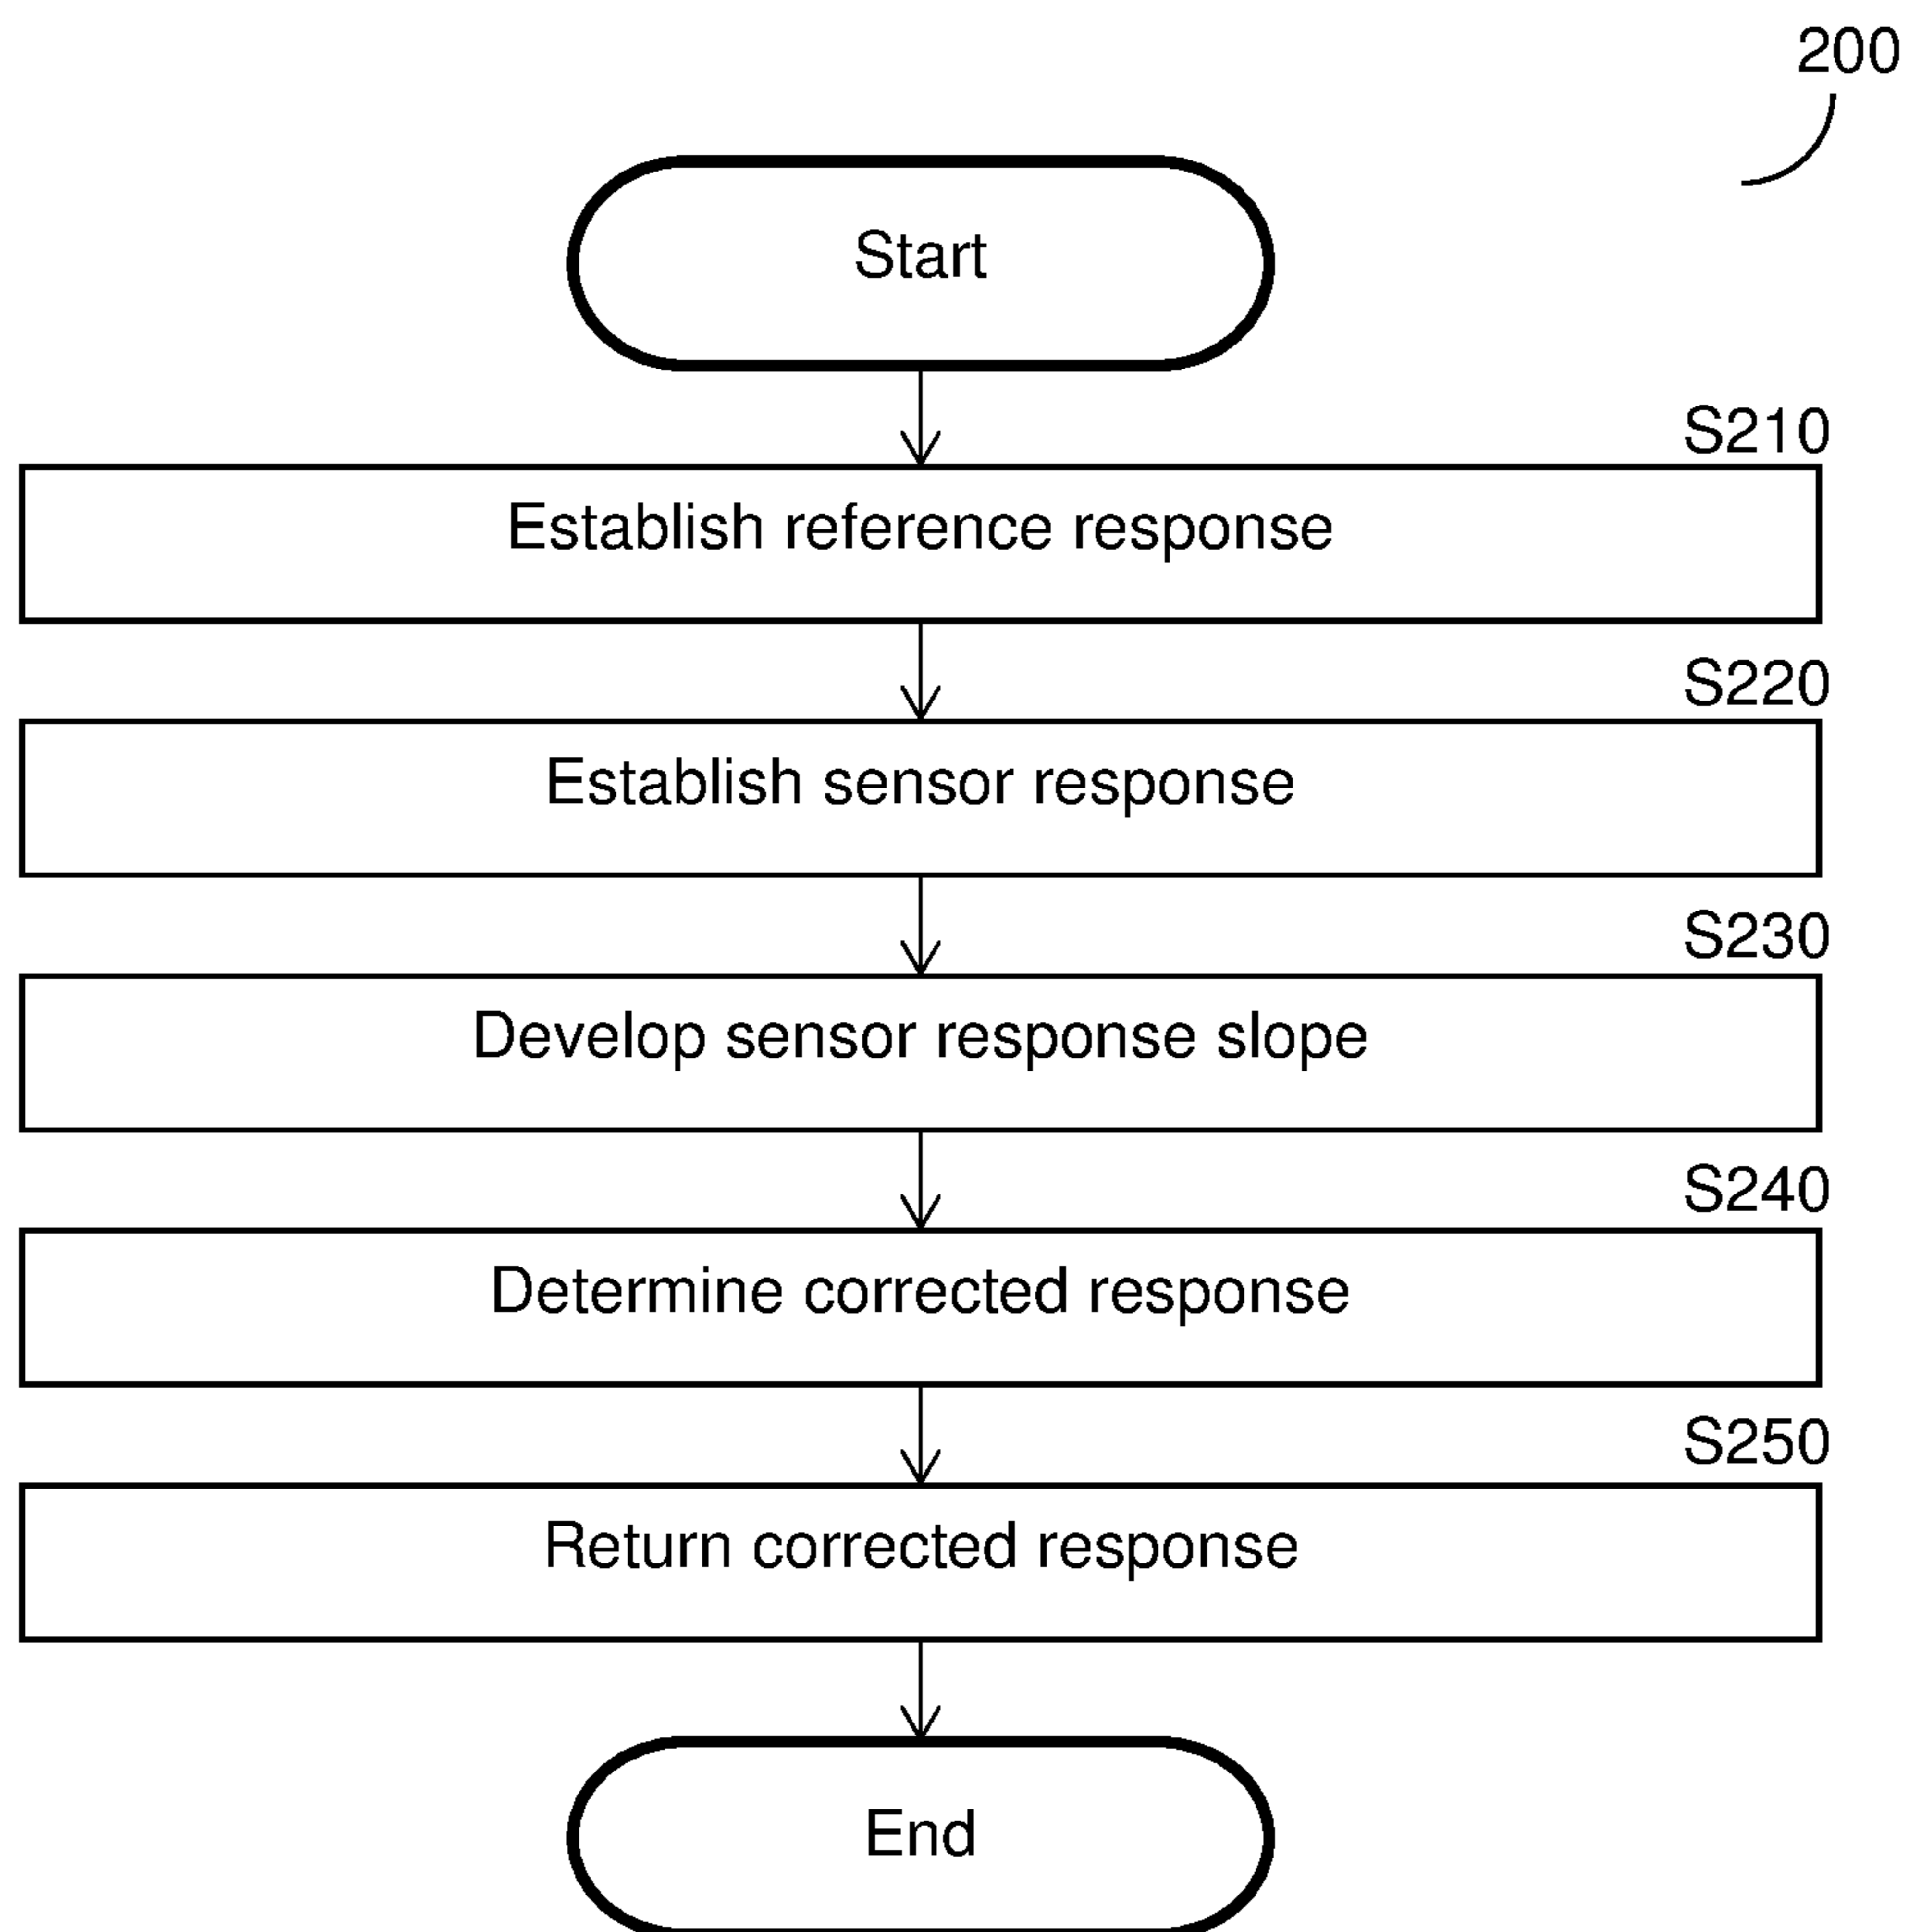 200
Start
S210
Establish reference response
S220
Establish sensor response
S230
Develop sensor response slope
S240
Determine corrected response
S250
Return corrected response
End